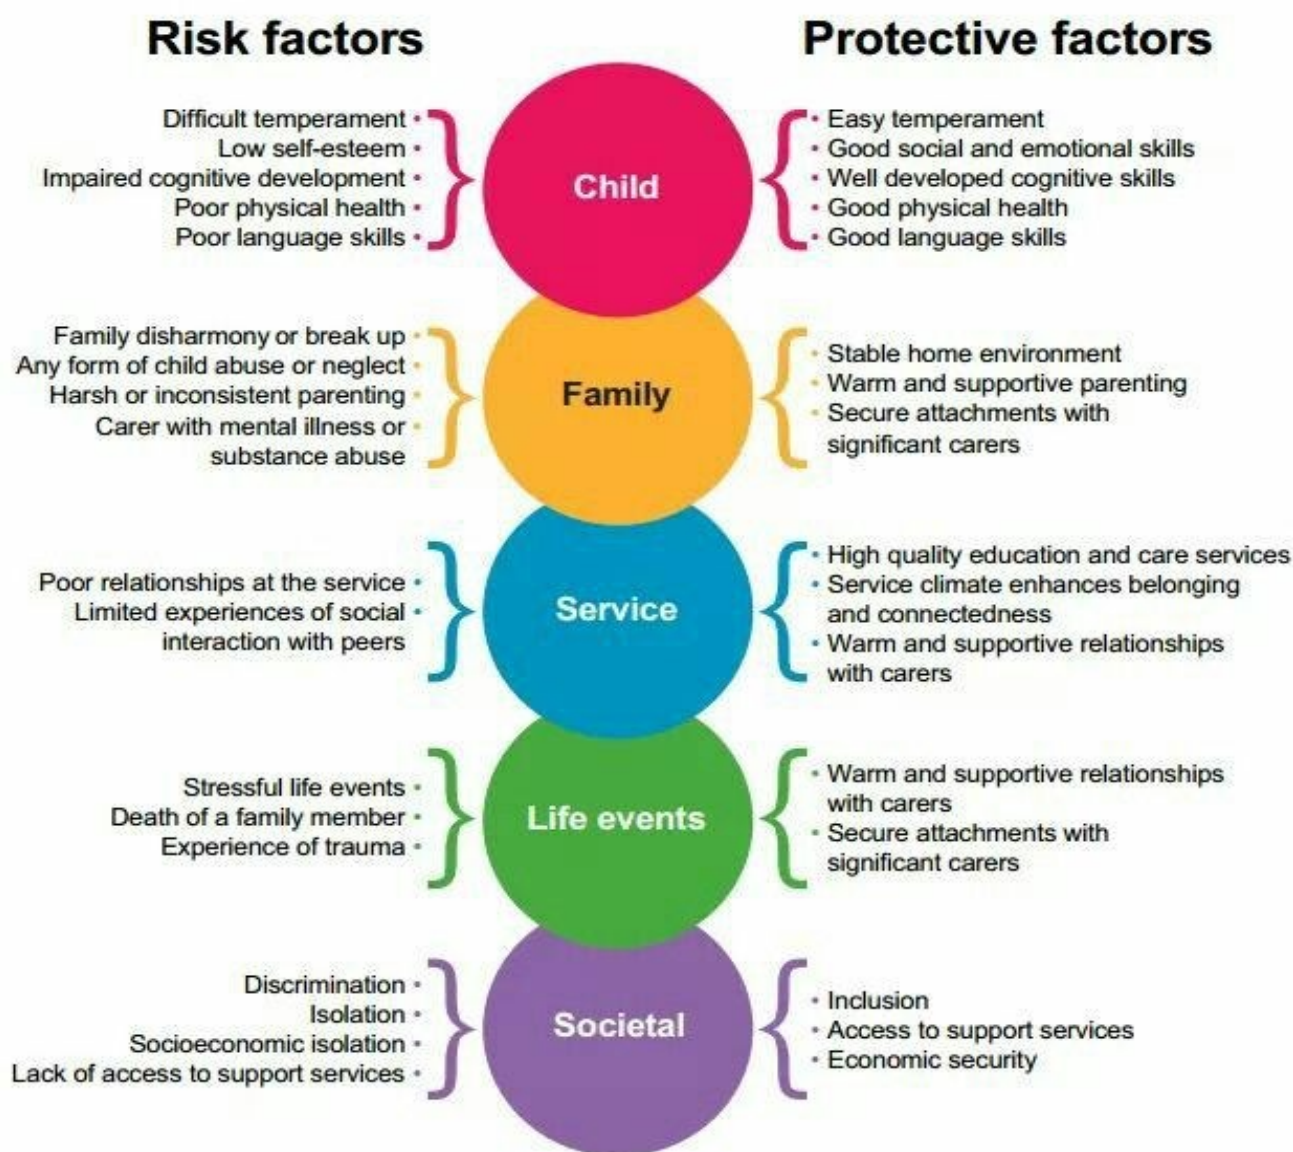 Risk factors
Protective factors
Difficult temperament •
Low self-esteem •
Impaired cognitive development •
Poor physical health •
Poor language skills •
Child
• Easy temperament
• Good social and emotional skills
• Well developed cognitive skills
• Good physical health
• Good language skills
Family disharmony or break up •
Any form of child abuse or neglect •
Harsh or inconsistent parenting •
Carer with mental illness or •
substance abuse
Family
• Stable home environment
• Warm and supportive parenting
• Secure attachments with
significant carers
Poor relationships at the service •
Limited experiences of social •
interaction with peers
Service
• High quality education and care services
• Service climate enhances belonging
and connectedness
• Warm and supportive relationships
with carers
Stressful life events •
Death of a family member •
Experience of trauma •
Life events
• Warm and supportive relationships
with carers
• Secure attachments with
significant carers
Discrimination •
Isolation •
Socioeconomic isolation •
Lack of access to support services •
Societal
• Inclusion
• Access to support services
• Economic security